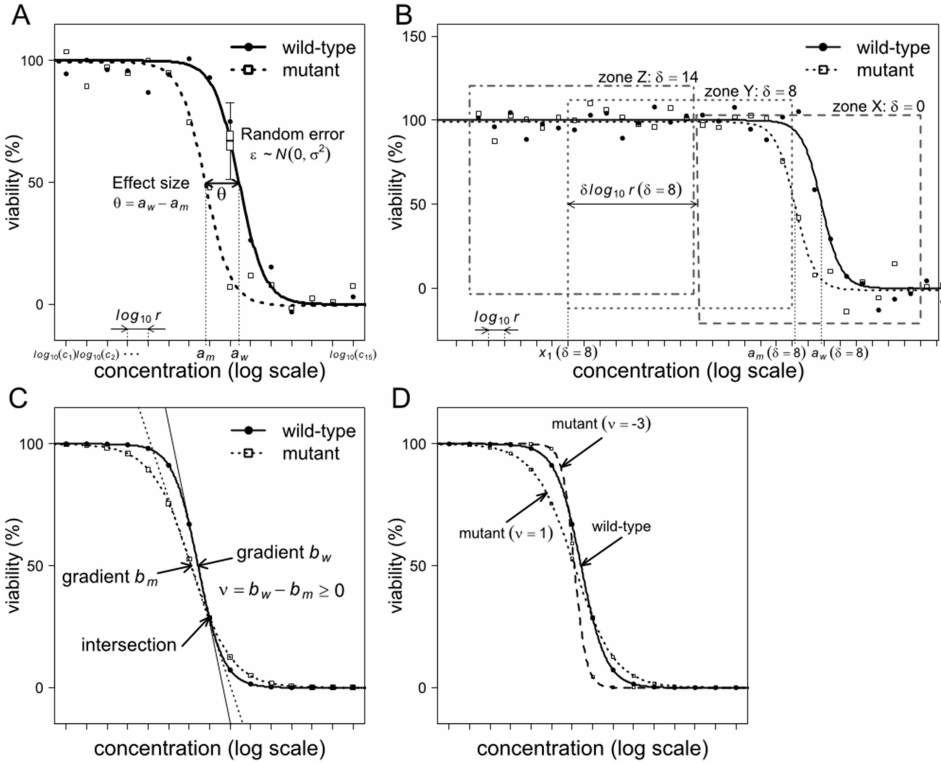 A
wild-type
mutant
100
50
0
viability (%)
Random error
ε ~ N(0, σ²)
Effect size
θ = a_w − a_m
θ
log₁₀ r
log₁₀(c₁) log₁₀(c₂) ⋯ a_m a_w log₁₀(c₁₅)
concentration (log scale)
B
wild-type
mutant
150
100
50
0
viability (%)
zone Z: δ = 14
zone Y: δ = 8
zone X: δ = 0
δ log₁₀ r (δ = 8)
log₁₀ r
x₁ (δ = 8) a_m (δ = 8) a_w (δ = 8)
concentration (log scale)
C
wild-type
mutant
100
50
0
viability (%)
gradient b_w
gradient b_m
ν = b_w − b_m ≥ 0
intersection
concentration (log scale)
D
100
50
0
viability (%)
mutant (ν = -3)
mutant (ν = 1)
wild-type
concentration (log scale)